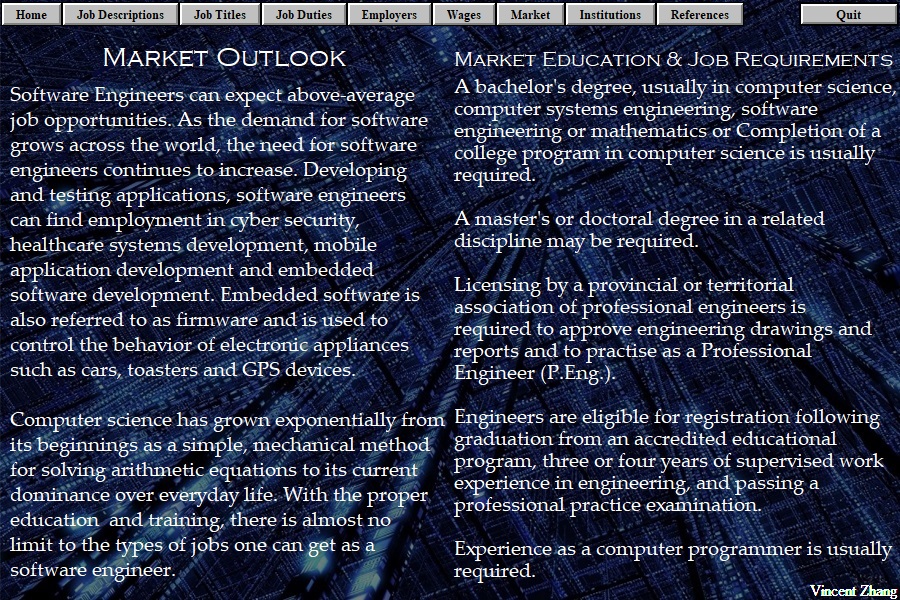 Home Job Descriptions Job Titles Job Duties Employers Wages Market Institutions References Quit
Market Outlook
Software Engineers can expect above-average
job opportunities. As the demand for software
grows across the world, the need for software
engineers continues to increase. Developing
and testing applications, software engineers
can find employment in cyber security,
healthcare systems development, mobile
application development and embedded
software development. Embedded software is
also referred to as firmware and is used to
control the behavior of electronic appliances
such as cars, toasters and GPS devices.
Computer science has grown exponentially from
its beginnings as a simple, mechanical method
for solving arithmetic equations to its current
dominance over everyday life. With the proper
education  and training, there is almost no
limit to the types of jobs one can get as a
software engineer.
Market Education & Job Requirements
A bachelor's degree, usually in computer science,
computer systems engineering, software
engineering or mathematics or Completion of a
college program in computer science is usually
required.
A master's or doctoral degree in a related
discipline may be required.
Licensing by a provincial or territorial
association of professional engineers is
required to approve engineering drawings and
reports and to practise as a Professional
Engineer (P.Eng.).
Engineers are eligible for registration following
graduation from an accredited educational
program, three or four years of supervised work
experience in engineering, and passing a
professional practice examination.
Experience as a computer programmer is usually
required.
Vincent Zhang